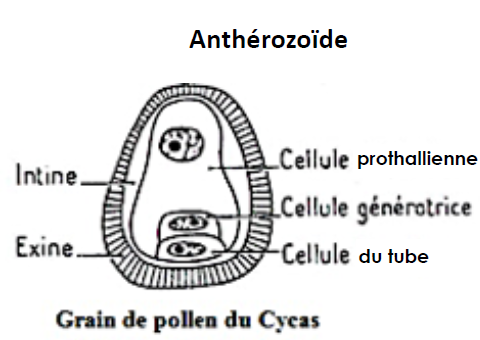 Anthérozoïde
Cellule prothallienne
Intine
Cellule génératrice
Exine
Cellule du tube
Grain de pollen du Cycas